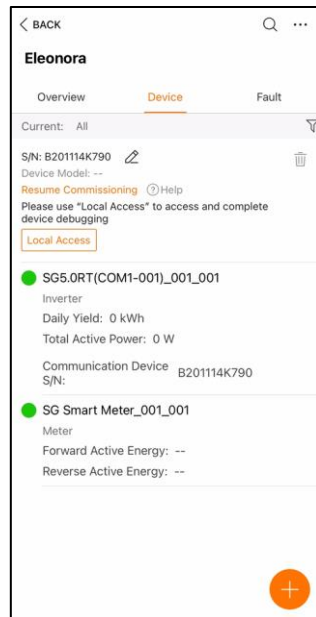 < BACK
Eleonora
Overview Device Fault
Current: All
S/N: B201114K790
Device Model: --
Resume Commissioning ? Help
Please use “Local Access” to access and complete
device debugging
Local Access
SG5.0RT(COM1-001)_001_001
Inverter
Daily Yield: 0 kWh
Total Active Power: 0 W
Communication Device
S/N: B201114K790
SG Smart Meter_001_001
Meter
Forward Active Energy: --
Reverse Active Energy: --